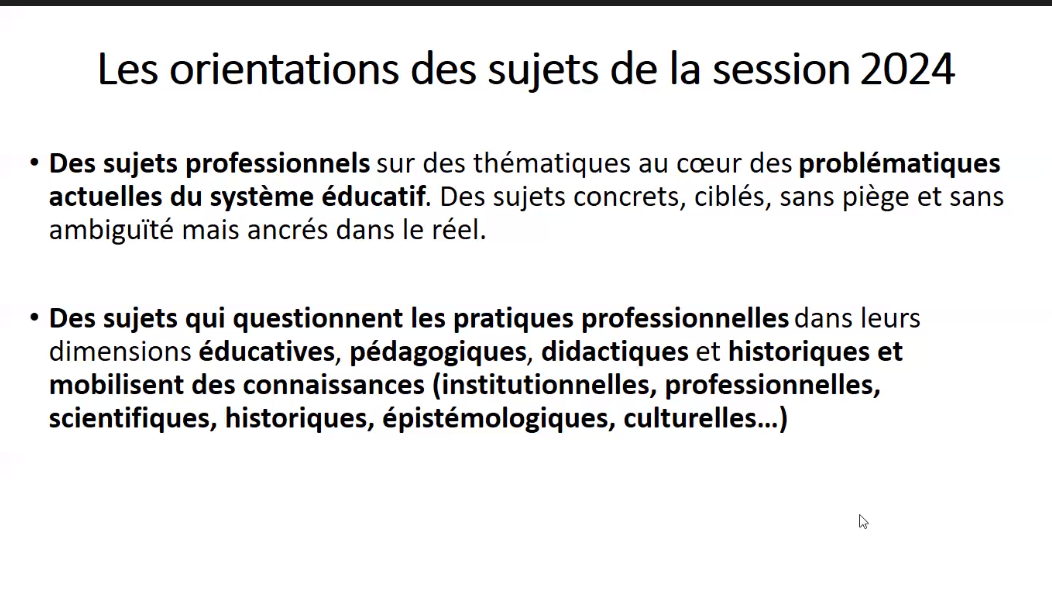 Les orientations des sujets de la session 2024
• Des sujets professionnels sur des thématiques au cœur des problématiques
actuelles du système éducatif. Des sujets concrets, ciblés, sans piège et sans
ambiguïté mais ancrés dans le réel.
• Des sujets qui questionnent les pratiques professionnelles dans leurs
dimensions éducatives, pédagogiques, didactiques et historiques et
mobilisent des connaissances (institutionnelles, professionnelles,
scientifiques, historiques, épistémologiques, culturelles…)